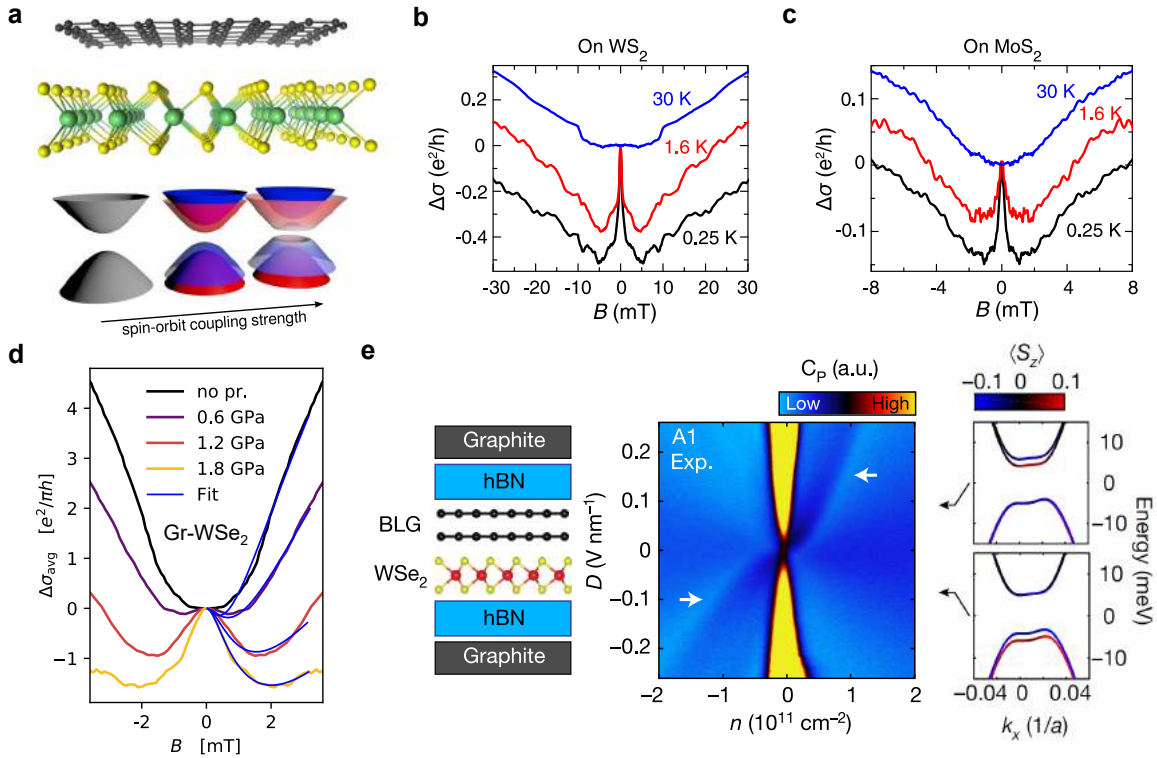 a
spin-orbit coupling strength
b
On WS₂
Δσ (e²/h)
0.2
0
-0.2
-0.4
30 K
1.6 K
0.25 K
-30 -20 -10 0 10 20 30
B (mT)
c
On MoS₂
Δσ (e²/h)
0.1
0
-0.1
30 K
1.6 K
0.25 K
-8 -4 0 4 8
B (mT)
d
Δσavg [e²/πh]
4
3
2
1
0
−1
no pr.
0.6 GPa
1.2 GPa
1.8 GPa
Fit
Gr-WSe₂
-2 0 2
B [mT]
e
Graphite
hBN
BLG
WSe₂
hBN
Graphite
C_P (a.u.)
Low High
A1
Exp.
D (V nm⁻¹)
0.2
0.1
0
−0.1
−0.2
−2 −1 0 1 2
n (10¹¹ cm⁻²)
⟨S_z⟩
−0.1 0 0.1
10
0
−10
10
0
−10
Energy (meV)
−0.04 0 0.04
k_x (1/a)